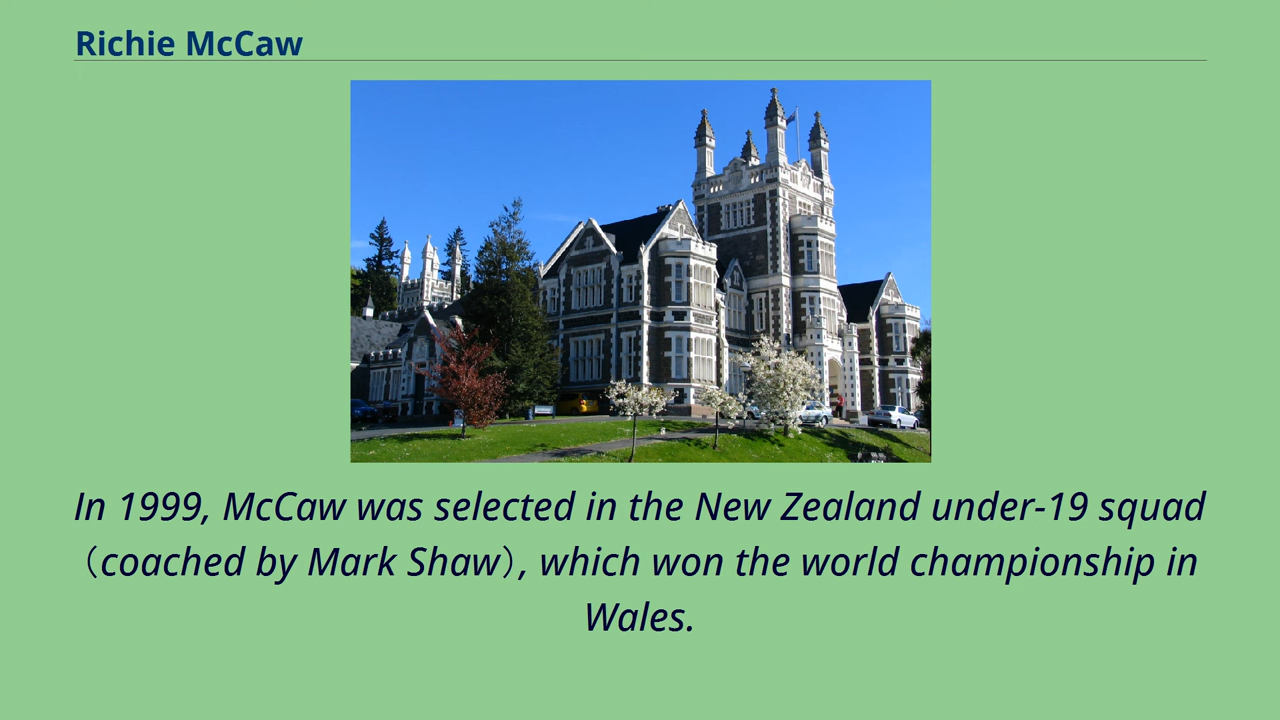 Richie McCaw
In 1999, McCaw was selected in the New Zealand under-19 squad
（coached by Mark Shaw）, which won the world championship in
Wales.